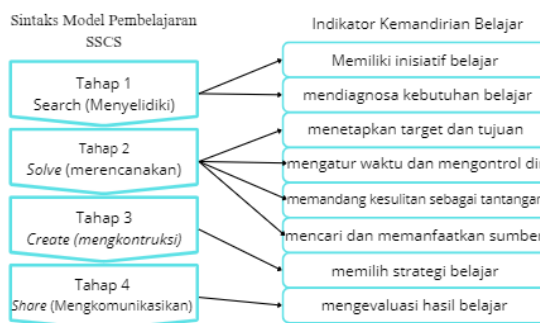 Sintaks Model Pembelajaran
SSCS
Tahap 1
Search (Menyelidiki)
Tahap 2
Solve (merencanakan)
Tahap 3
Create (mengkontruksi)
Tahap 4
Share (Mengkomunikasikan)
Indikator Kemandirian Belajar
Memiliki inisiatif belajar
mendiagnosa kebutuhan belajar
menetapkan target dan tujuan
mengatur waktu dan mengontrol diri
memandang kesulitan sebagai tantangan
mencari dan memanfaatkan sumber
memilih strategi belajar
mengevaluasi hasil belajar